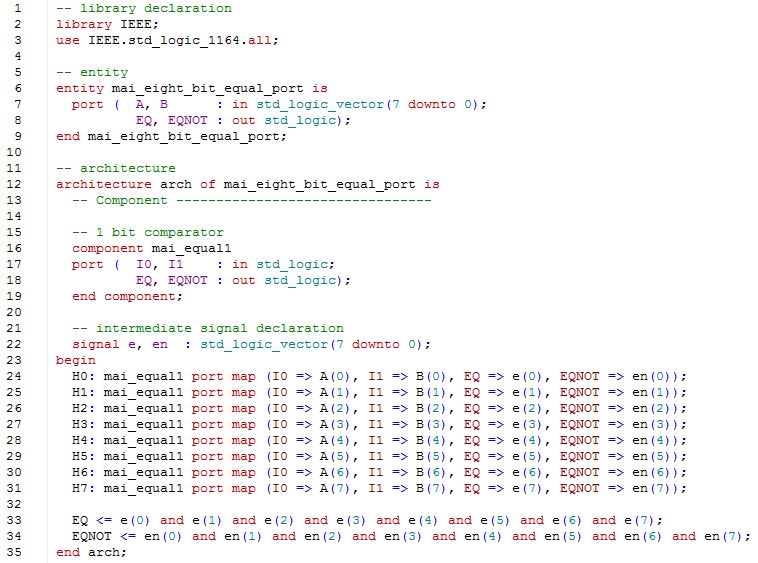 1 -- library declaration
2 library IEEE;
3 use IEEE.std_logic_1164.all;
4
5 -- entity
6 entity mai_eight_bit_equal_port is
7 port ( A, B : in std_logic_vector(7 downto 0);
8 EQ, EQNOT : out std_logic);
9 end mai_eight_bit_equal_port;
10
11 -- architecture
12 architecture arch of mai_eight_bit_equal_port is
13 -- Component --------------------------------
14
15 -- 1 bit comparator
16 component mai_equal1
17 port ( I0, I1 : in std_logic;
18 EQ, EQNOT : out std_logic);
19 end component;
20
21 -- intermediate signal declaration
22 signal e, en : std_logic_vector(7 downto 0);
23 begin
24 H0: mai_equal1 port map (I0 => A(0), I1 => B(0), EQ => e(0), EQNOT => en(0));
25 H1: mai_equal1 port map (I0 => A(1), I1 => B(1), EQ => e(1), EQNOT => en(1));
26 H2: mai_equal1 port map (I0 => A(2), I1 => B(2), EQ => e(2), EQNOT => en(2));
27 H3: mai_equal1 port map (I0 => A(3), I1 => B(3), EQ => e(3), EQNOT => en(3));
28 H4: mai_equal1 port map (I0 => A(4), I1 => B(4), EQ => e(4), EQNOT => en(4));
29 H5: mai_equal1 port map (I0 => A(5), I1 => B(5), EQ => e(5), EQNOT => en(5));
30 H6: mai_equal1 port map (I0 => A(6), I1 => B(6), EQ => e(6), EQNOT => en(6));
31 H7: mai_equal1 port map (I0 => A(7), I1 => B(7), EQ => e(7), EQNOT => en(7));
32
33 EQ <= e(0) and e(1) and e(2) and e(3) and e(4) and e(5) and e(6) and e(7);
34 EQNOT <= en(0) and en(1) and en(2) and en(3) and en(4) and en(5) and en(6) and en(7);
35 end arch;